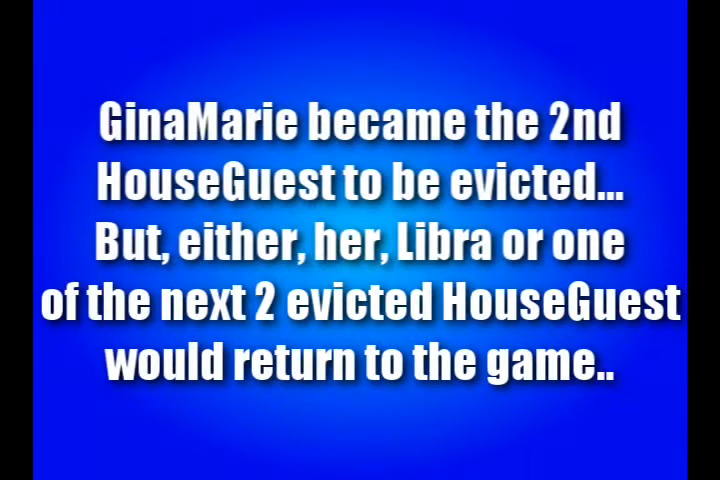 GinaMarie became the 2nd
HouseGuest to be evicted...
But, either, her, Libra or one
of the next 2 evicted HouseGuest
would return to the game..